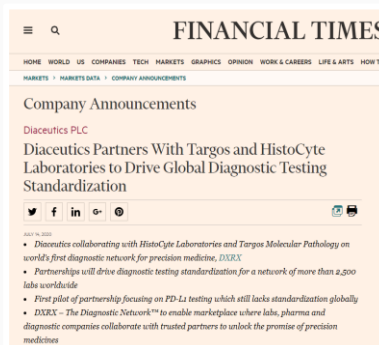 FINANCIAL TIMES
HOME WORLD US COMPANIES TECH MARKETS GRAPHICS OPINION WORK & CAREERS LIFE & ARTS HOW T
MARKETS > MARKETS DATA > COMPANY ANNOUNCEMENTS
Company Announcements
Diaceutics PLC
Diaceutics Partners With Targos and HistoCyte
Laboratories to Drive Global Diagnostic Testing
Standardization
JULY 14, 2020
• Diaceutics collaborating with HistoCyte Laboratories and Targos Molecular Pathology on
world's first diagnostic network for precision medicine, DXRX
• Partnerships will drive diagnostic testing standardization for a network of more than 2,500
labs worldwide
• First pilot of partnership focusing on PD-L1 testing which still lacks standardization globally
• DXRX – The Diagnostic Network™ to enable marketplace where labs, pharma and
diagnostic companies collaborate with trusted partners to unlock the promise of precision
medicines